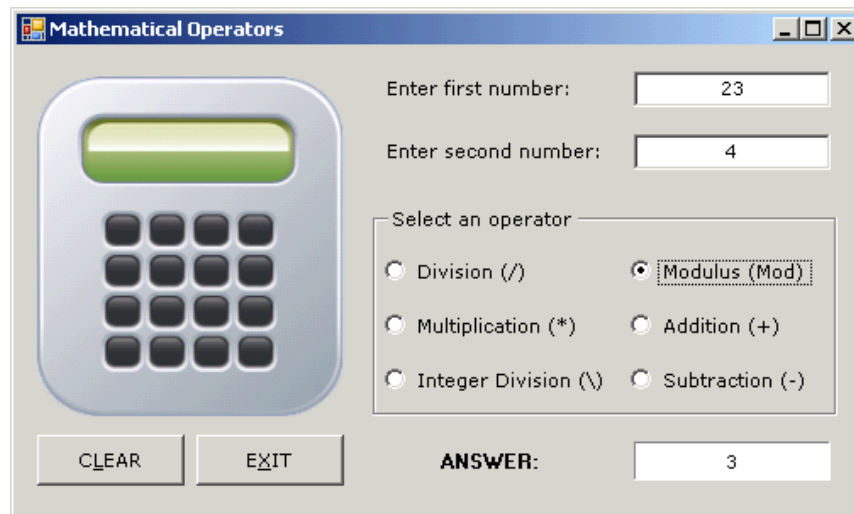 Mathematical Operators
Enter first number: 23
Enter second number: 4
Select an operator
Division (/) Modulus (Mod)
Multiplication (*) Addition (+)
Integer Division (\) Subtraction (-)
CLEAR EXIT ANSWER: 3